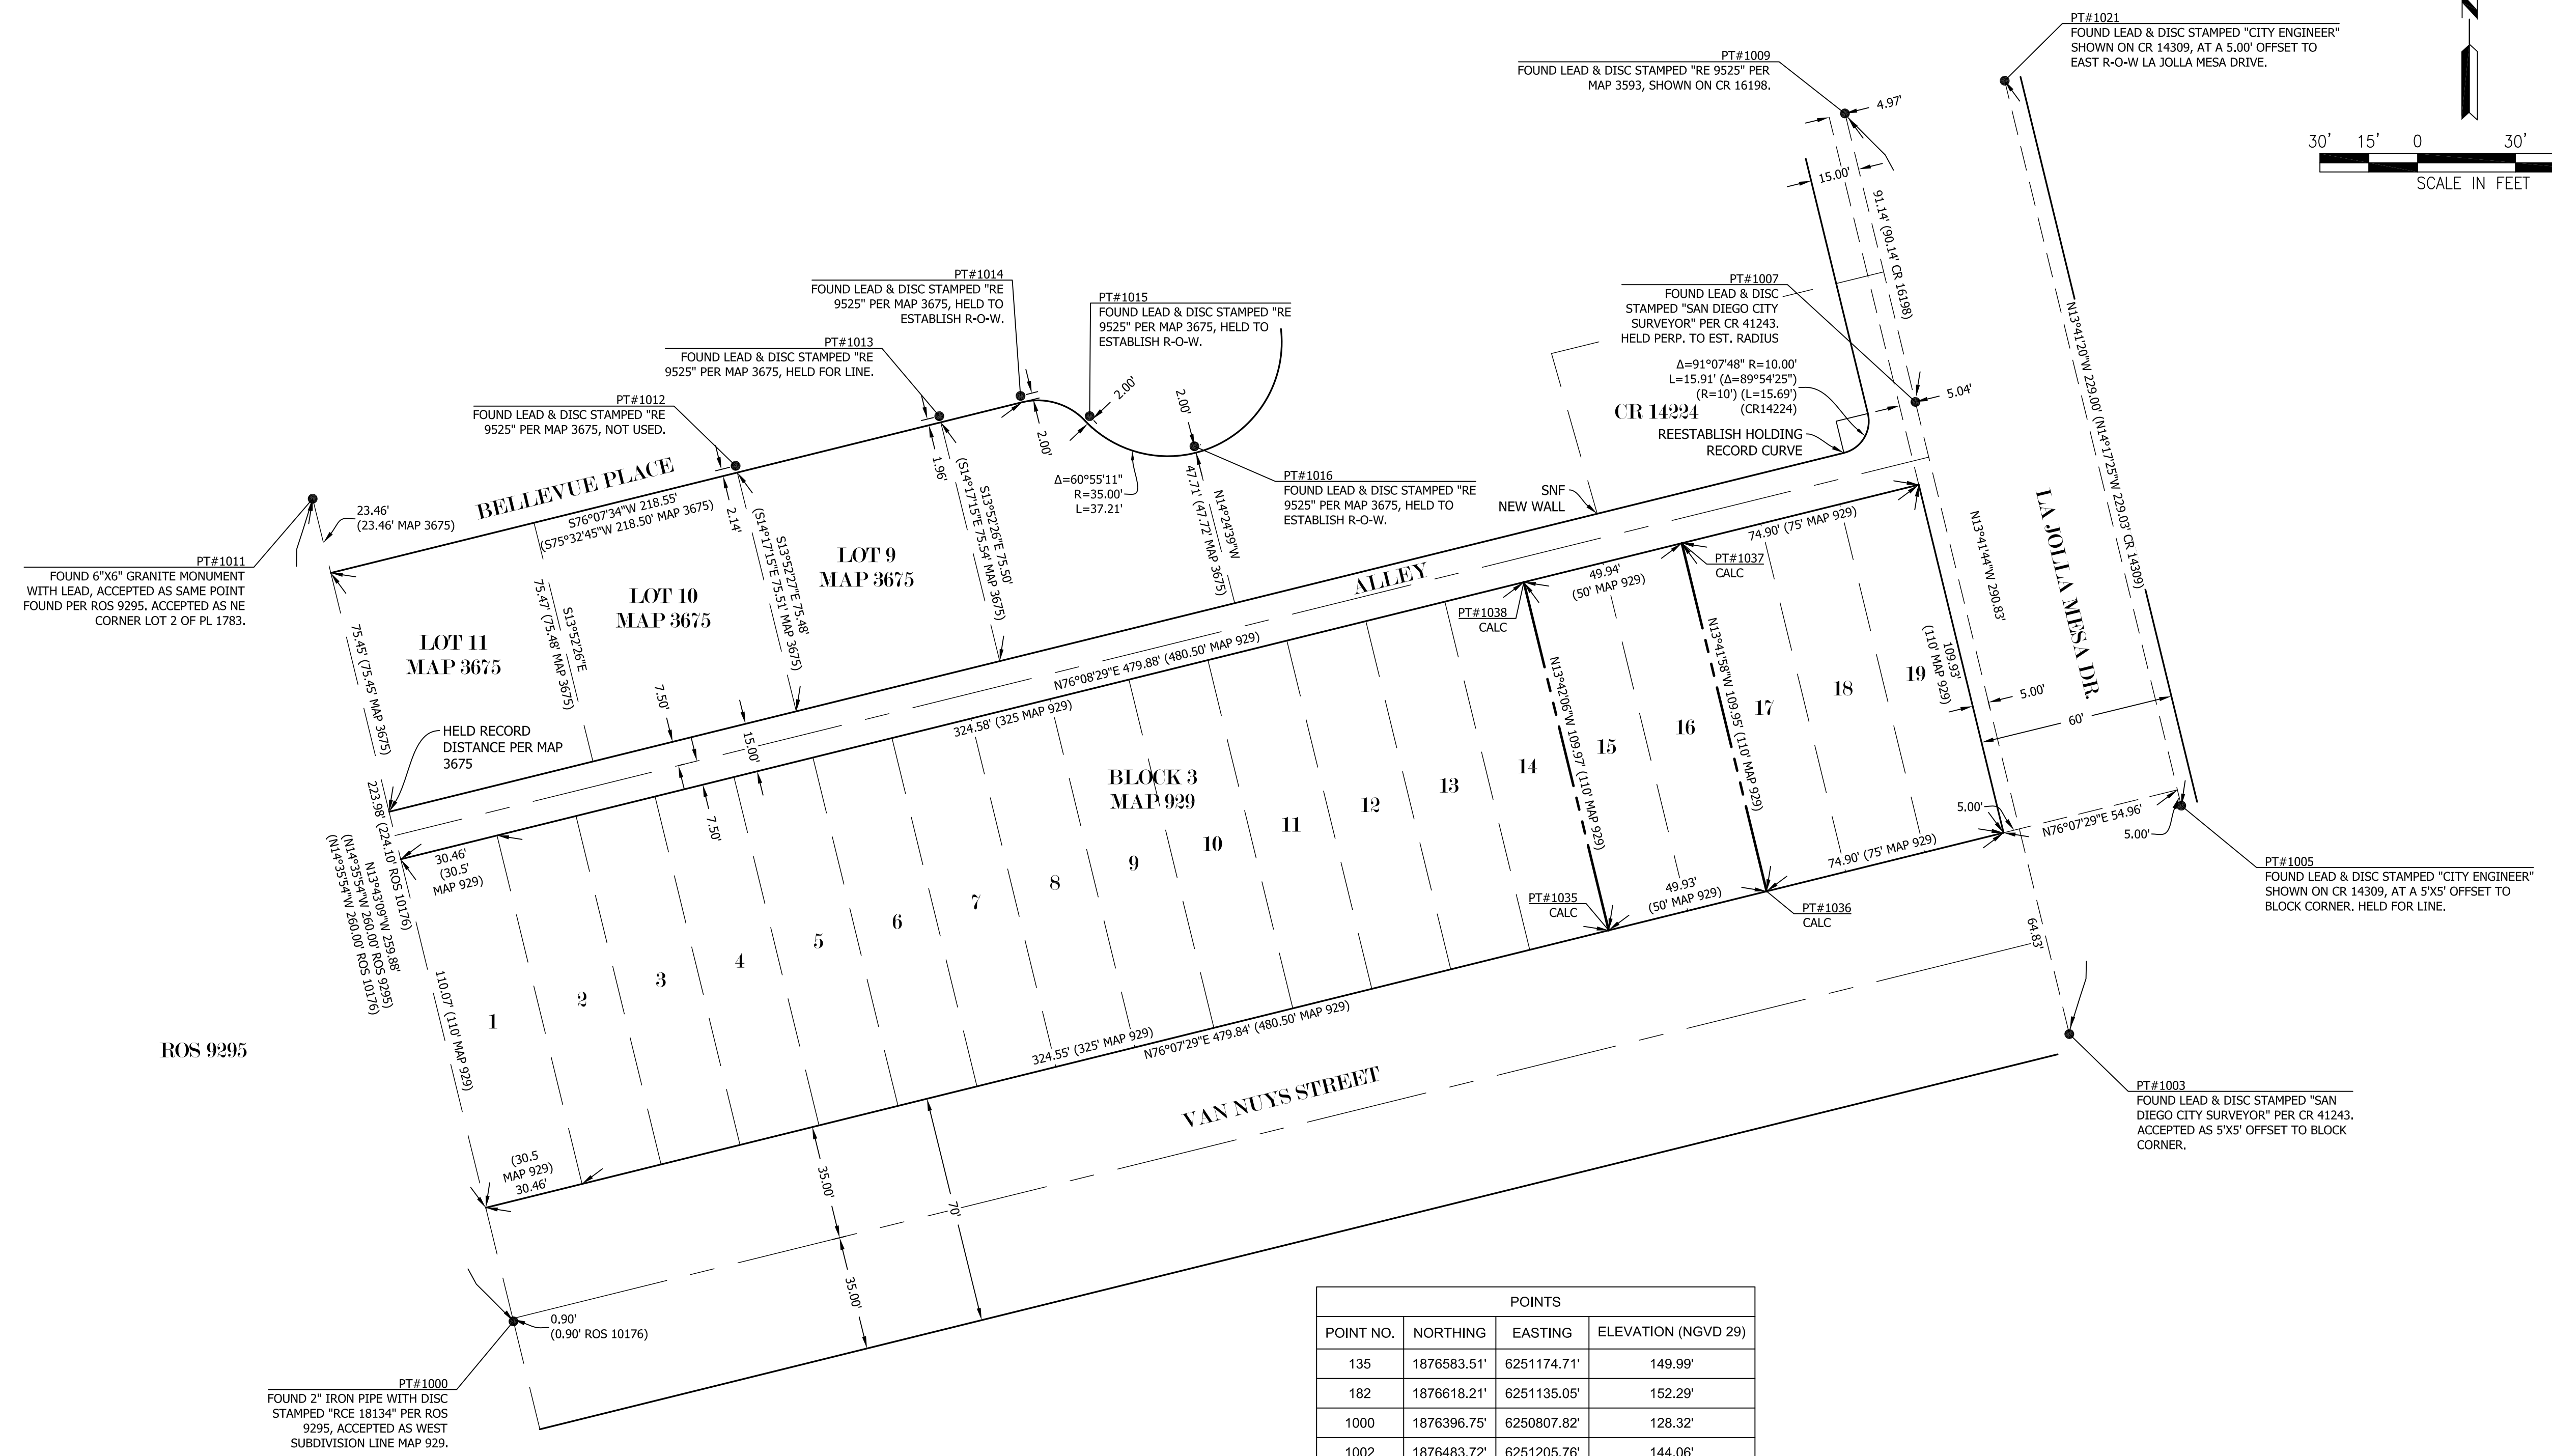 PT#1021
FOUND LEAD & DISC STAMPED "CITY ENGINEER"
SHOWN ON CR 14309, AT A 5.00' OFFSET TO
EAST R-O-W LA JOLLA MESA DRIVE.
N
30' 15' 0 30'
SCALE IN FEET
PT#1009
FOUND LEAD & DISC STAMPED "RE 9525" PER
MAP 3593, SHOWN ON CR 16198.
4.97'
15.00'
91.14' (90.14' CR 16198)
PT#1007
FOUND LEAD & DISC
STAMPED "SAN DIEGO CITY
SURVEYOR" PER CR 41243.
HELD PERP. TO EST. RADIUS
Δ=91°07'48" R=10.00'
L=15.91' (Δ=89°54'25")
(R=10') (L=15.69')
(CR14224)
CR 14224
REESTABLISH HOLDING
RECORD CURVE
5.04'
N13°41'20"W 229.00' (N14°17'25"W 229.03' CR 14309)
PT#1014
FOUND LEAD & DISC STAMPED "RE
9525" PER MAP 3675, HELD TO
ESTABLISH R-O-W.
PT#1015
FOUND LEAD & DISC STAMPED "RE
9525" PER MAP 3675, HELD TO
ESTABLISH R-O-W.
PT#1013
FOUND LEAD & DISC STAMPED "RE
9525" PER MAP 3675, HELD FOR LINE.
PT#1012
FOUND LEAD & DISC STAMPED "RE
9525" PER MAP 3675, NOT USED.
2.00'
2.00'
2.00'
Δ=60°55'11"
R=35.00'
L=37.21'
PT#1016
FOUND LEAD & DISC STAMPED "RE
9525" PER MAP 3675, HELD TO
ESTABLISH R-O-W.
N14°24'39"W
47.71' (47.72' MAP 3675)
SNF
NEW WALL
BELLEVUE PLACE
S76°07'34"W 218.55'
(S75°32'45"W 218.50' MAP 3675)
23.46'
(23.46' MAP 3675)
PT#1011
FOUND 6"X6" GRANITE MONUMENT
WITH LEAD, ACCEPTED AS SAME POINT
FOUND PER ROS 9295. ACCEPTED AS NE
CORNER LOT 2 OF PL 1783.
2.14'
S13°52'27"E 75.48'
(S14°17'15"E 75.51' MAP 3675)
1.96'
S13°52'26"E 75.50'
(S14°17'15"E 75.54' MAP 3675)
LOT 9
MAP 3675
LOT 10
MAP 3675
LOT 11
MAP 3675
S13°52'26"E
75.47' (75.48' MAP 3675)
75.45' (75.45' MAP 3675)
HELD RECORD
DISTANCE PER MAP
3675
7.50'
15.00'
7.50'
ALLEY
N76°08'29"E 479.88' (480.50' MAP 929)
324.58' (325 MAP 929)
49.94'
(50' MAP 929)
74.90' (75' MAP 929)
PT#1037
CALC
PT#1038
CALC
N13°42'06"W 109.97' (110' MAP 929)
N13°41'58"W 109.95' (110' MAP 929)
N13°41'44"W 290.83'
109.93'
(110' MAP 929)
LA JOLLA MESA DR.
5.00'
60'
BLOCK 3
MAP 929
1
2
3
4
5
6
7
8
9
10
11
12
13
14
15
16
17
18
19
223.98' (224.10' ROS 10176)
N13°43'09"W 259.88'
(N14°35'54"W 260.00' ROS 9295)
(N14°35'54"W 260.00' ROS 10176)
30.46'
(30.5'
MAP 929)
110.07' (110' MAP 929)
ROS 9295
(30.5
MAP 929)
30.46'
324.55' (325' MAP 929)
N76°07'29"E 479.84' (480.50' MAP 929)
PT#1035
CALC
49.93'
(50' MAP 929)
PT#1036
CALC
74.90' (75' MAP 929)
5.00'
N76°07'29"E 54.96'
5.00'
PT#1005
FOUND LEAD & DISC STAMPED "CITY ENGINEER"
SHOWN ON CR 14309, AT A 5'X5' OFFSET TO
BLOCK CORNER. HELD FOR LINE.
64.83'
PT#1003
FOUND LEAD & DISC STAMPED "SAN
DIEGO CITY SURVEYOR" PER CR 41243.
ACCEPTED AS 5'X5' OFFSET TO BLOCK
CORNER.
VAN NUYS STREET
35.00'
35.00'
70'
0.90'
(0.90' ROS 10176)
PT#1000
FOUND 2" IRON PIPE WITH DISC
STAMPED "RCE 18134" PER ROS
9295, ACCEPTED AS WEST
SUBDIVISION LINE MAP 929.
POINTS
POINT NO. NORTHING EASTING ELEVATION (NGVD 29)
135 1876583.51' 6251174.71' 149.99'
182 1876618.21' 6251135.05' 152.29'
1000 1876396.75' 6250807.82' 128.32'
1002 1876483.72' 6251205.76' 144.06'